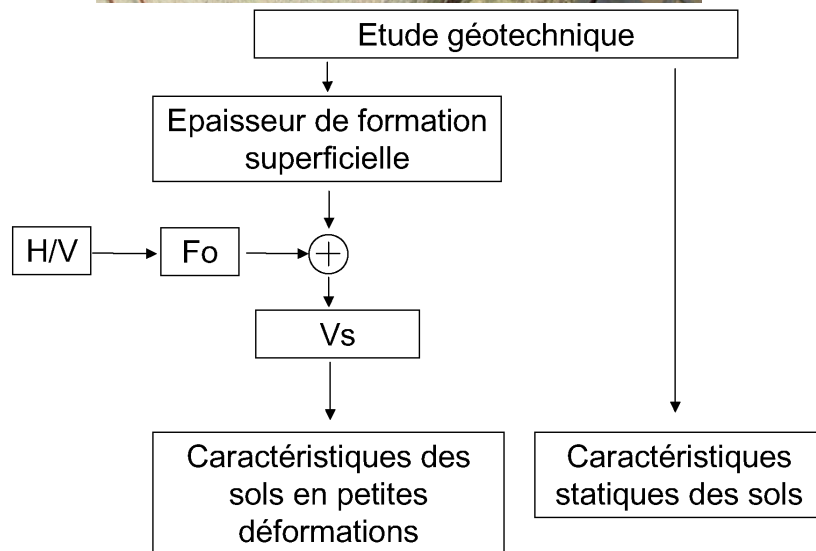 Etude géotechnique
Epaisseur de formation
superficielle
H/V
Fo
Vs
Caractéristiques des
sols en petites
déformations
Caractéristiques
statiques des sols